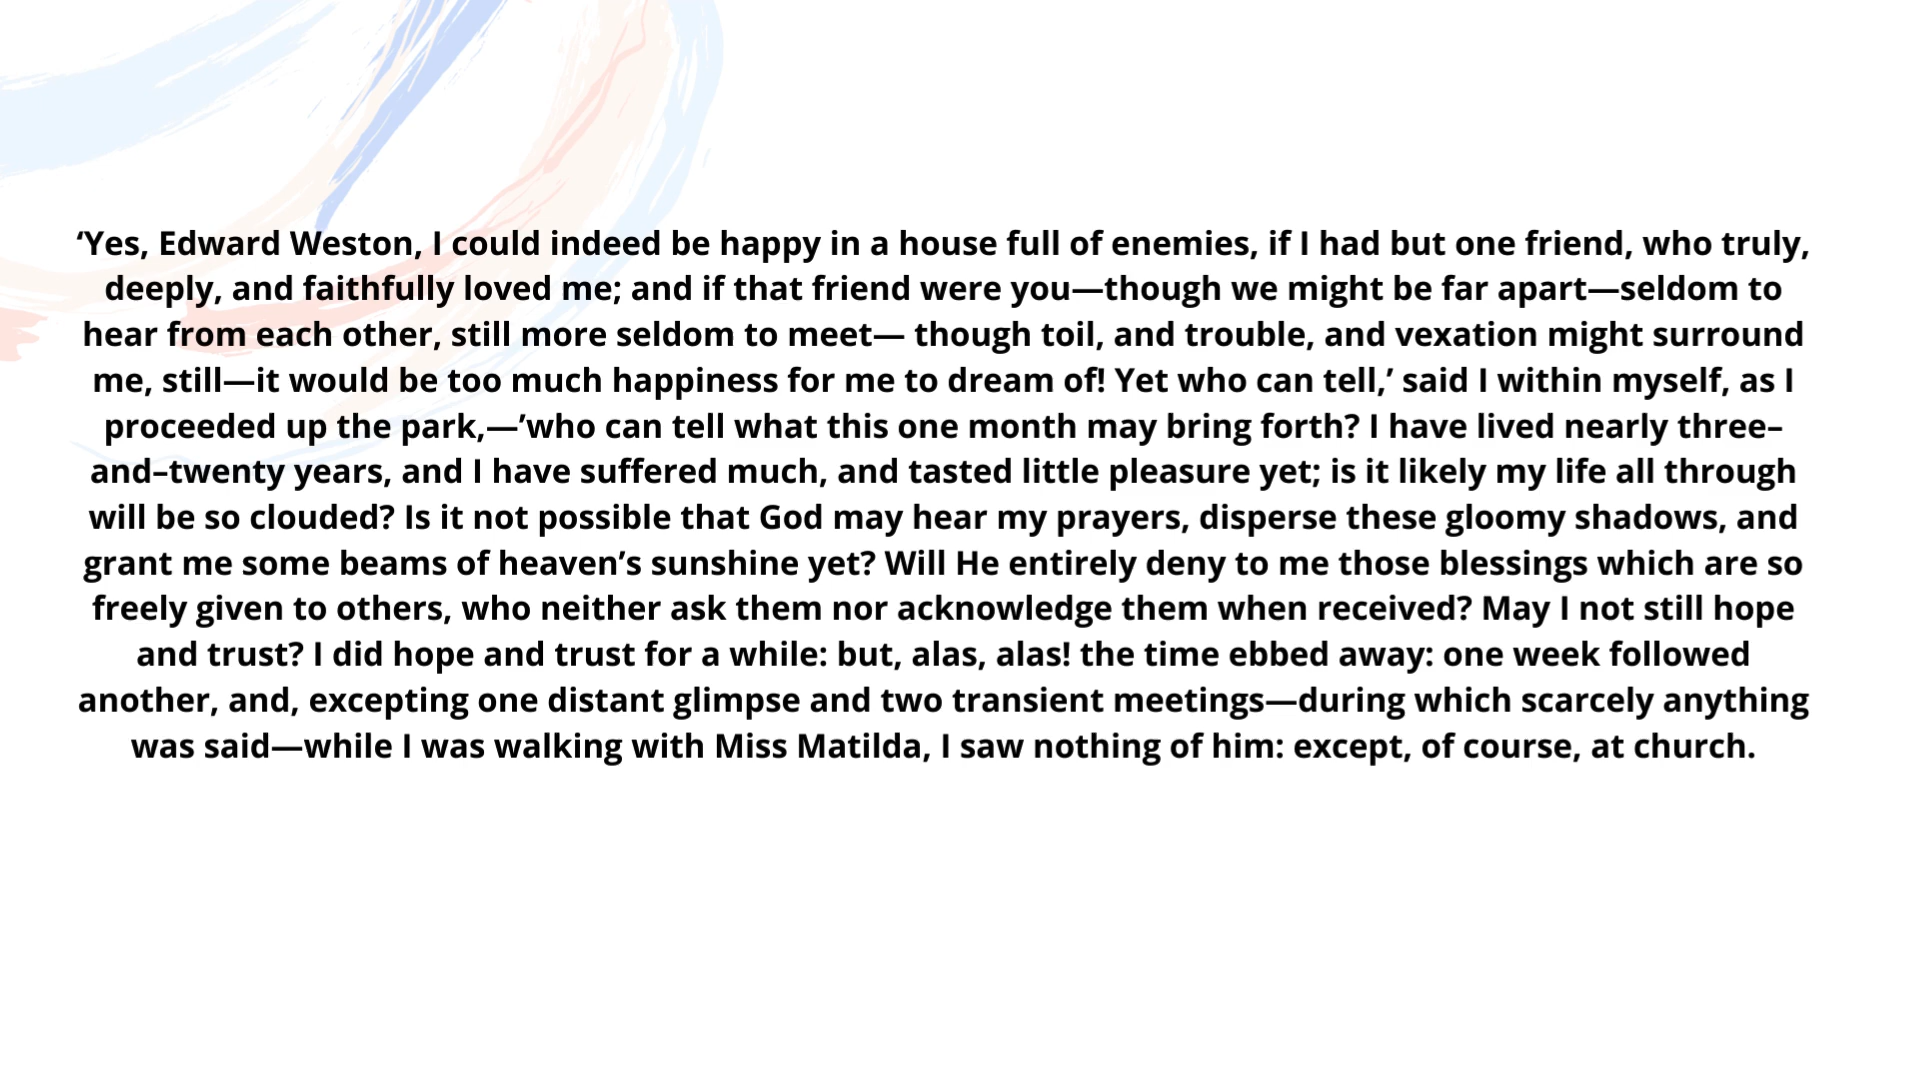 ‘Yes, Edward Weston, I could indeed be happy in a house full of enemies, if I had but one friend, who truly,
deeply, and faithfully loved me; and if that friend were you—though we might be far apart—seldom to
hear from each other, still more seldom to meet— though toil, and trouble, and vexation might surround
me, still—it would be too much happiness for me to dream of! Yet who can tell,’ said I within myself, as I
proceeded up the park,—’who can tell what this one month may bring forth? I have lived nearly three–
and–twenty years, and I have suffered much, and tasted little pleasure yet; is it likely my life all through
will be so clouded? Is it not possible that God may hear my prayers, disperse these gloomy shadows, and
grant me some beams of heaven’s sunshine yet? Will He entirely deny to me those blessings which are so
freely given to others, who neither ask them nor acknowledge them when received? May I not still hope
and trust? I did hope and trust for a while: but, alas, alas! the time ebbed away: one week followed
another, and, excepting one distant glimpse and two transient meetings—during which scarcely anything
was said—while I was walking with Miss Matilda, I saw nothing of him: except, of course, at church.